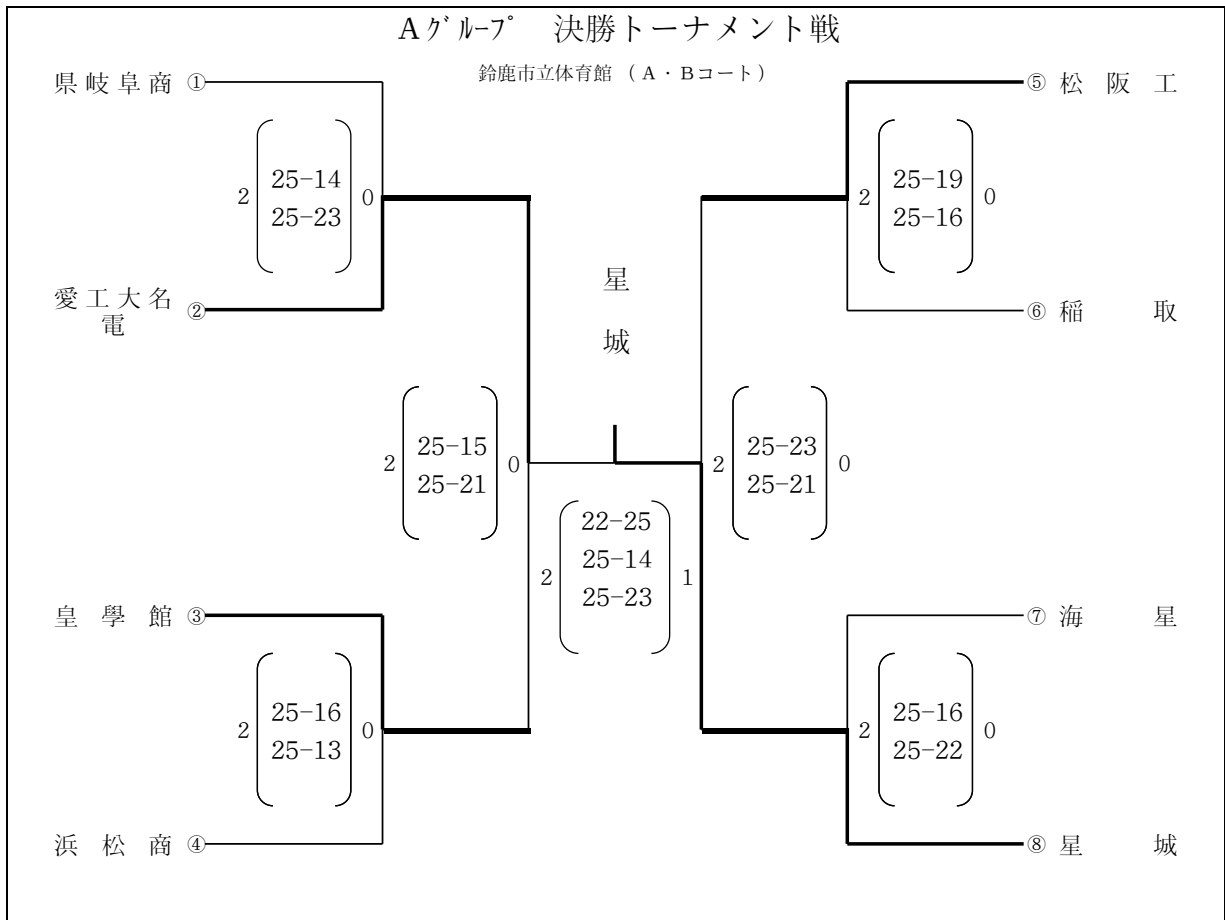 Aグループ 決勝トーナメント戦
鈴鹿市立体育館 (A・Bコート)
県岐阜商 ①
⑤ 松阪工
2 25-14 0
25-23
2 25-19 0
25-16
愛工大名電 ②
⑥ 稲取
星城
2 25-15 0
25-21
2 25-23 0
25-21
22-25
2 25-14 1
25-23
皇學館 ③
⑦ 海星
2 25-16 0
25-13
2 25-16 0
25-22
浜松商 ④
⑧ 星城